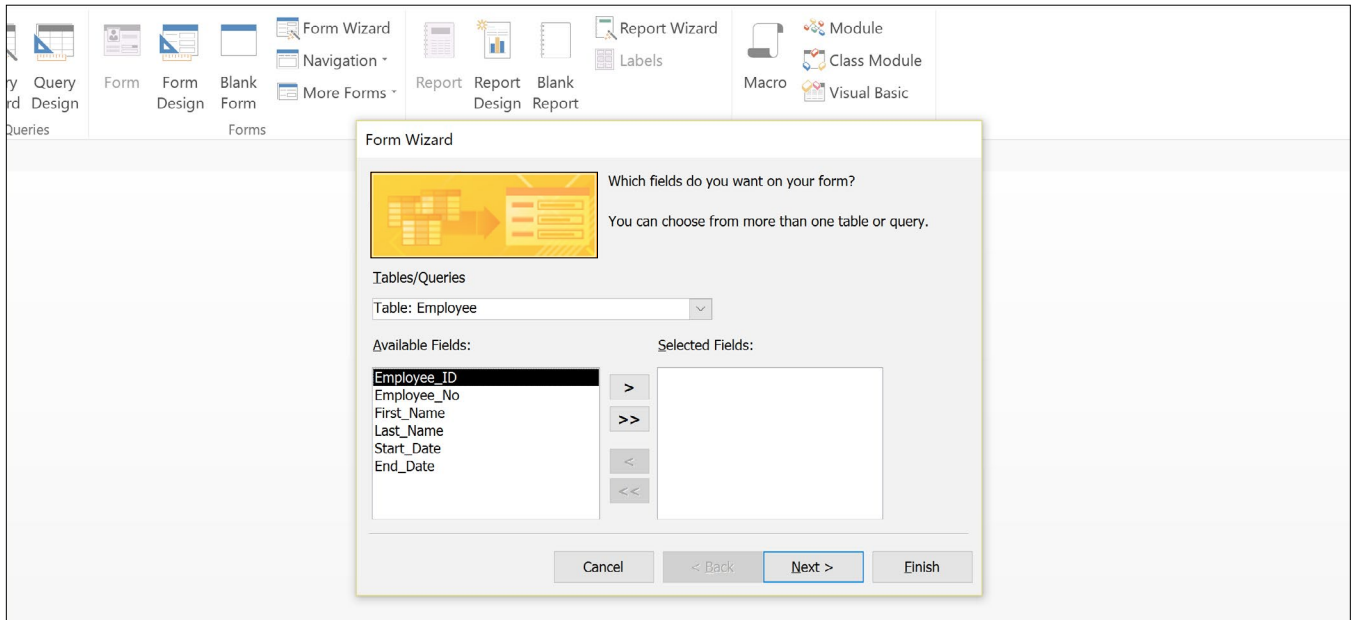 Form Wizard
Report Wizard
Module
Navigation
Labels
Class Module
Query
Form
Form
Blank
More Forms
Report
Report
Blank
Macro
Visual Basic
Design
Design
Form
Design
Report
Forms
Form Wizard
Which fields do you want on your form?
You can choose from more than one table or query.
Tables/Queries
Table: Employee
Available Fields:
Selected Fields:
Employee_ID
Employee_No
First_Name
Last_Name
Start_Date
End_Date
>
>>
<
<<
Cancel
< Back
Next >
Finish